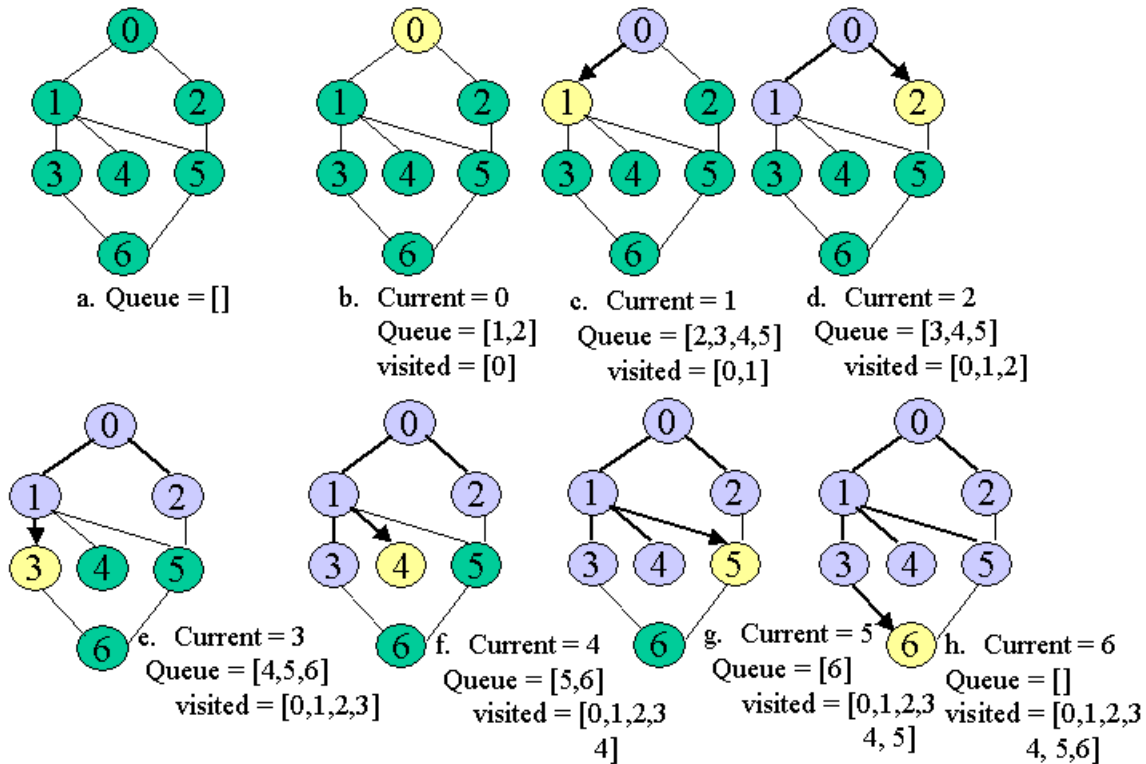 0
1 2
3 4 5
6
a. Queue = []
0
1 2
3 4 5
6
b. Current = 0
Queue = [1,2]
visited = [0]
0
1 2
3 4 5
6
c. Current = 1
Queue = [2,3,4,5]
visited = [0,1]
0
1 2
3 4 5
6
d. Current = 2
Queue = [3,4,5]
visited = [0,1,2]
0
1 2
3 4 5
6
e. Current = 3
Queue = [4,5,6]
visited = [0,1,2,3]
0
1 2
3 4 5
6
f. Current = 4
Queue = [5,6]
visited = [0,1,2,3
4]
0
1 2
3 4 5
6
g. Current = 5
Queue = [6]
visited = [0,1,2,3
4, 5]
0
1 2
3 4 5
6
h. Current = 6
Queue = []
visited = [0,1,2,3
4, 5,6]